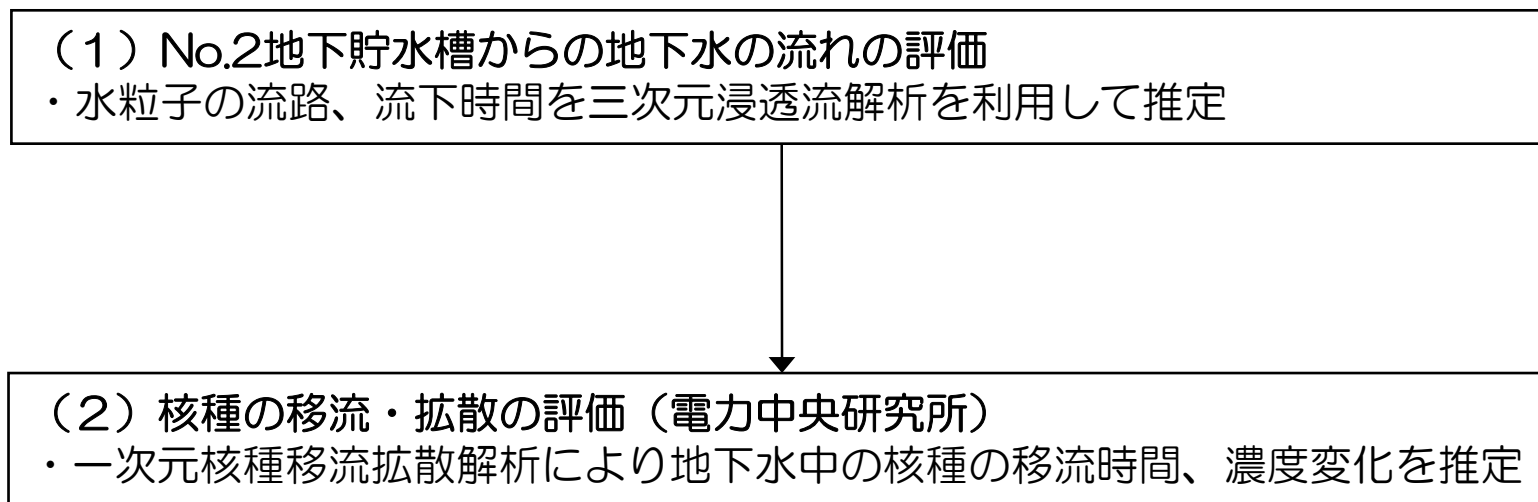 （1）No.2地下貯水槽からの地下水の流れの評価
・水粒子の流路、流下時間を三次元浸透流解析を利用して推定
（2）核種の移流・拡散の評価（電力中央研究所）
・一次元核種移流拡散解析により地下水中の核種の移流時間、濃度変化を推定